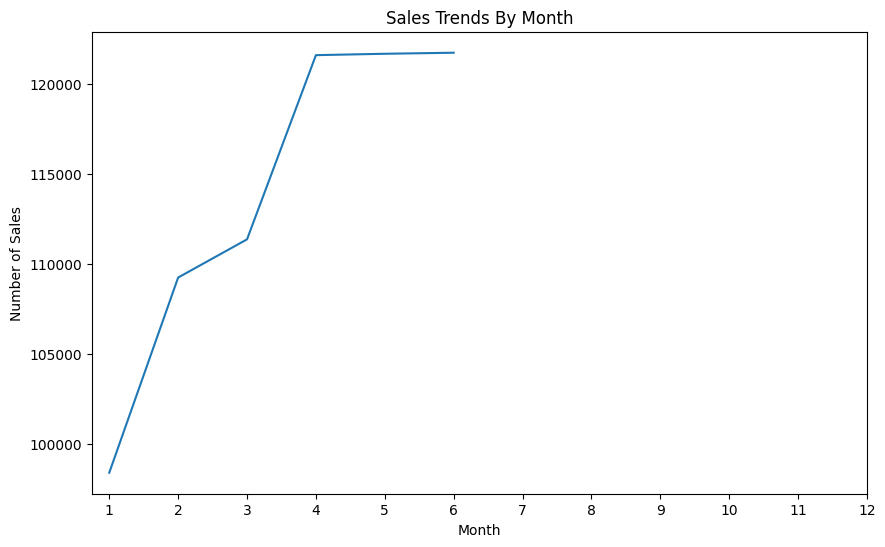 Sales Trends By Month
Number of Sales
120000
115000
110000
105000
100000
1 2 3 4 5 6 7 8 9 10 11 12
Month